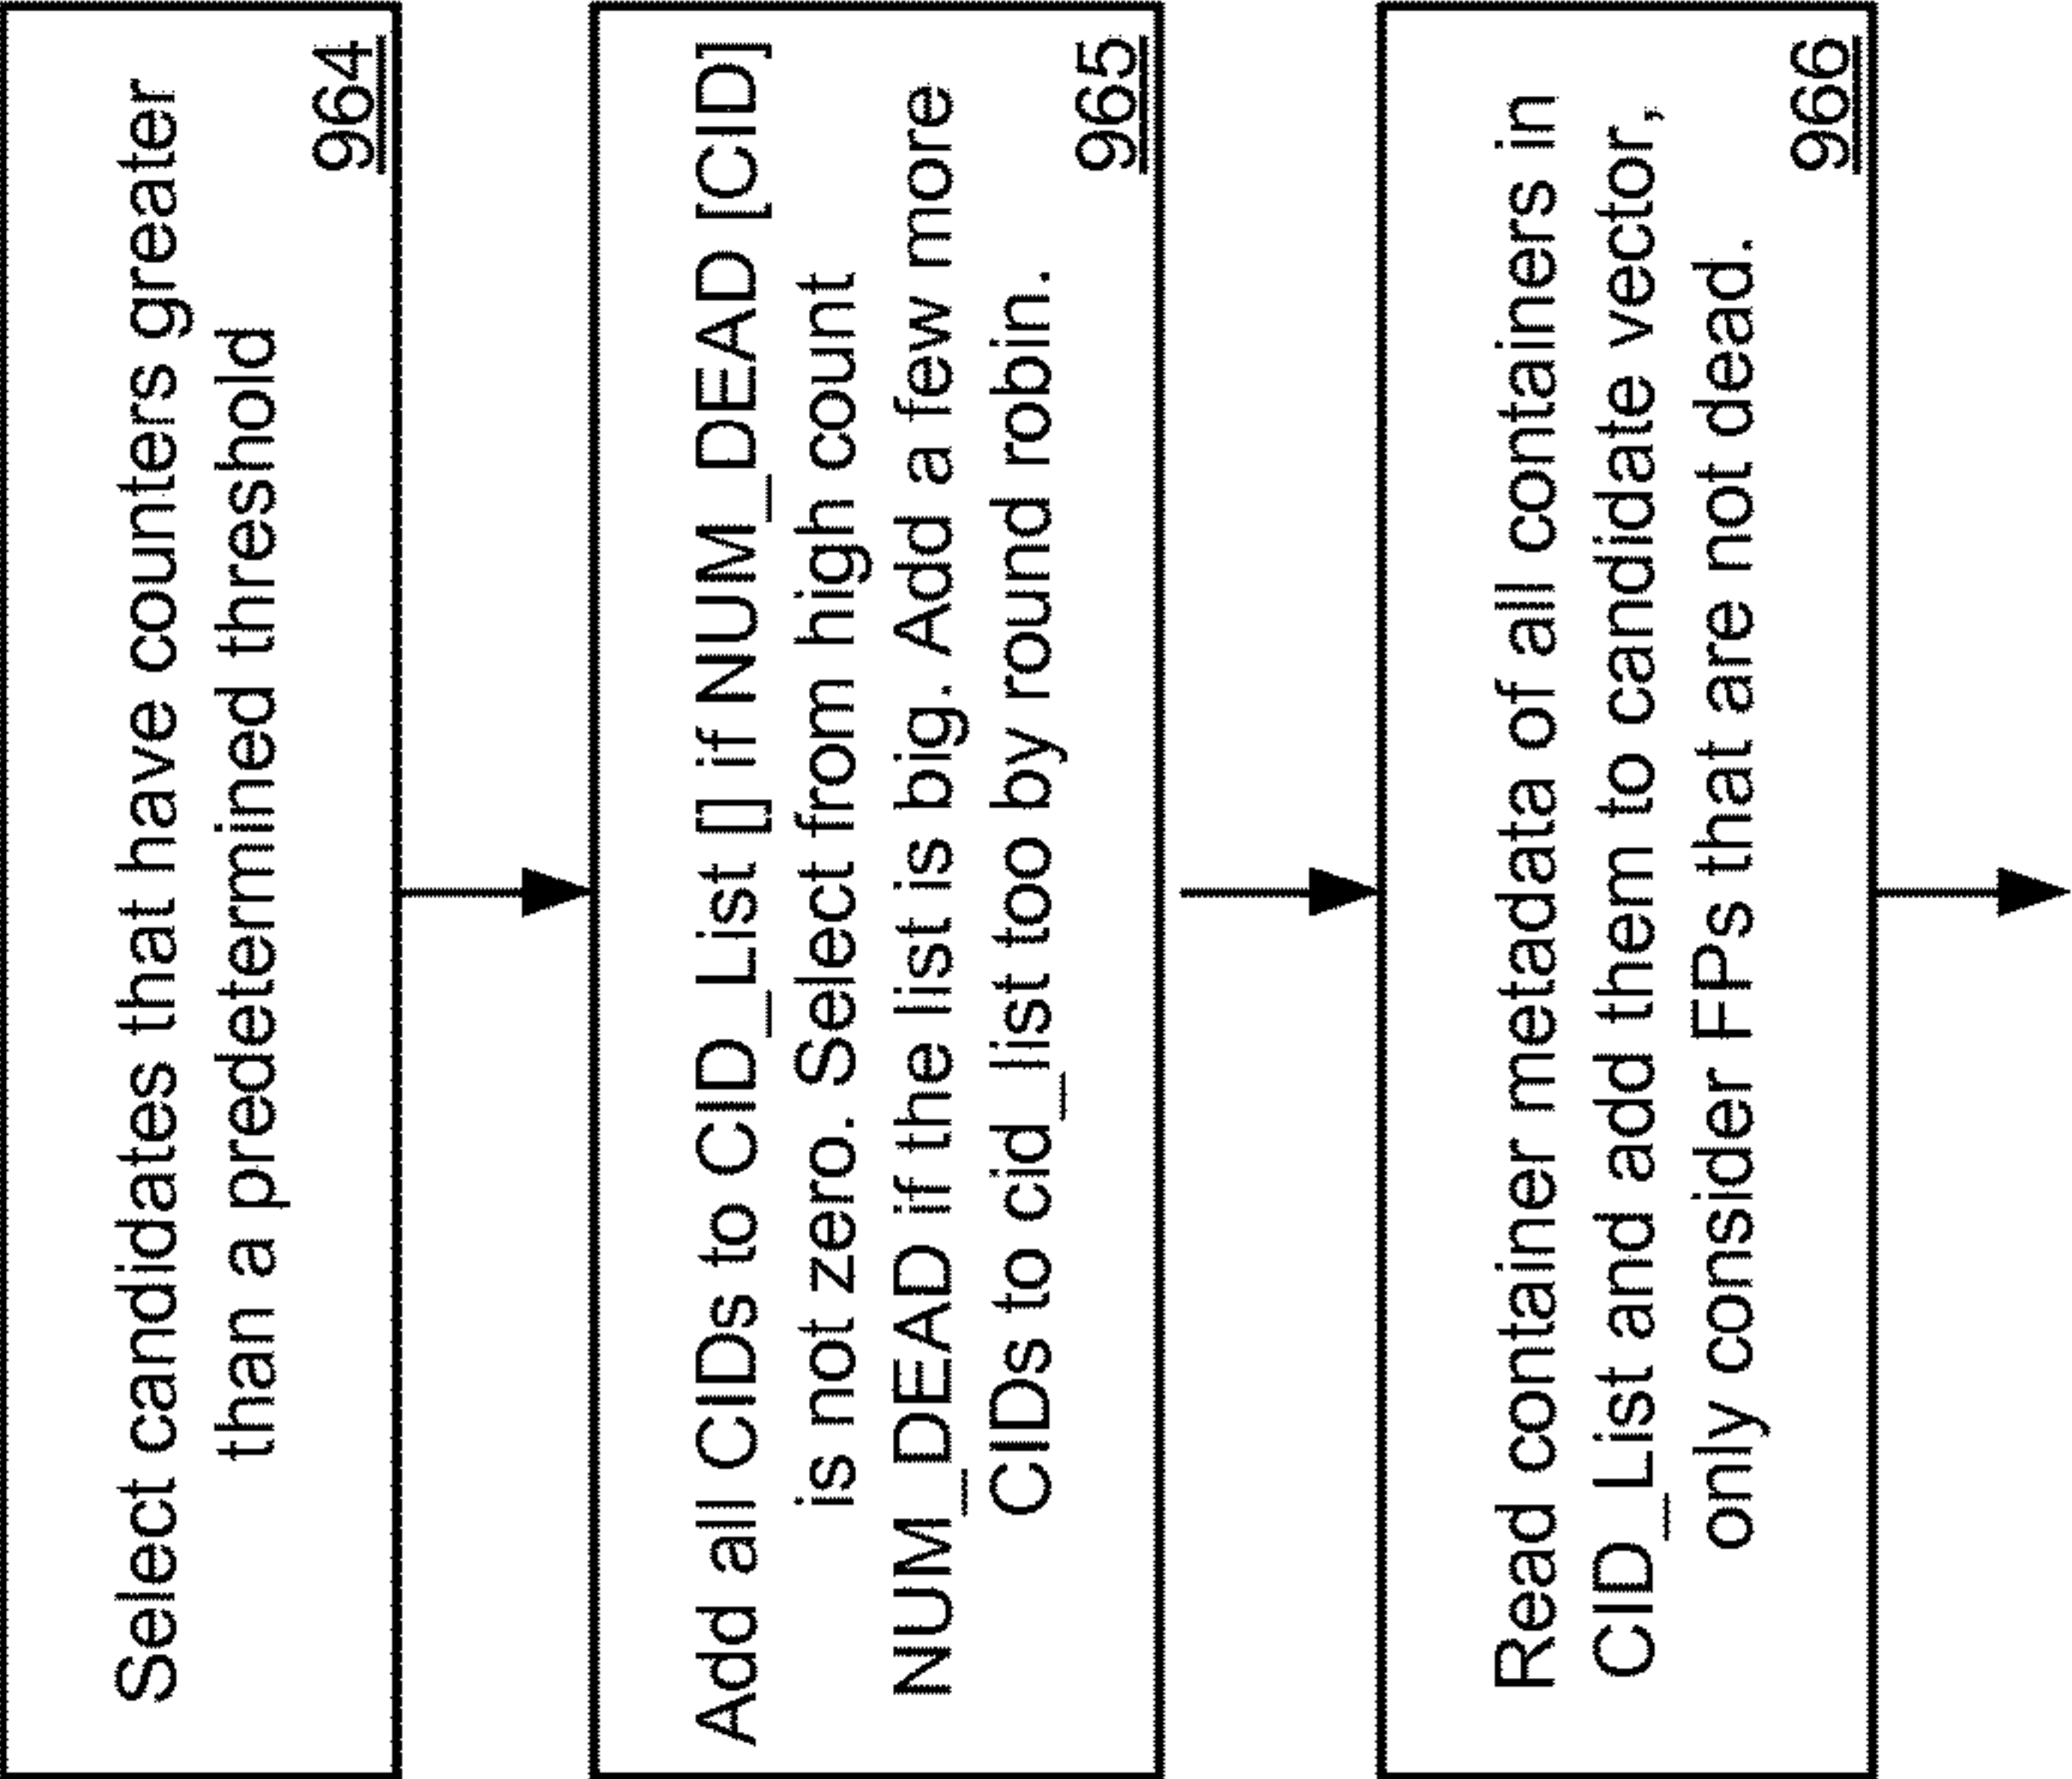 Select candidates that have counters greater
than a predetermined threshold
964
Add all CIDs to CID_List [] if NUM_DEAD [CID]
is not zero. Select from high count
NUM_DEAD if the list is big. Add a few more
CIDs to cid_list too by round robin.
965
Read container metadata of all containers in
CID_List and add them to candidate vector,
only consider FPs that are not dead.
966